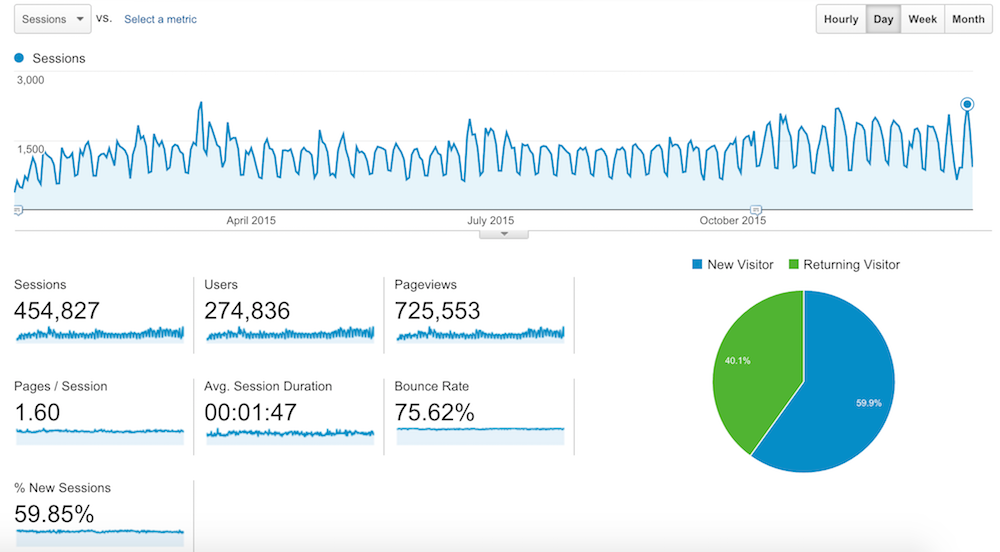 Sessions vs. Select a metric Hourly Day Week Month
Sessions
3,000
1,500
April 2015 July 2015 October 2015
New Visitor Returning Visitor
Sessions Users Pageviews
454,827 274,836 725,553
40.1%
59.9%
Pages / Session Avg. Session Duration Bounce Rate
1.60 00:01:47 75.62%
% New Sessions
59.85%